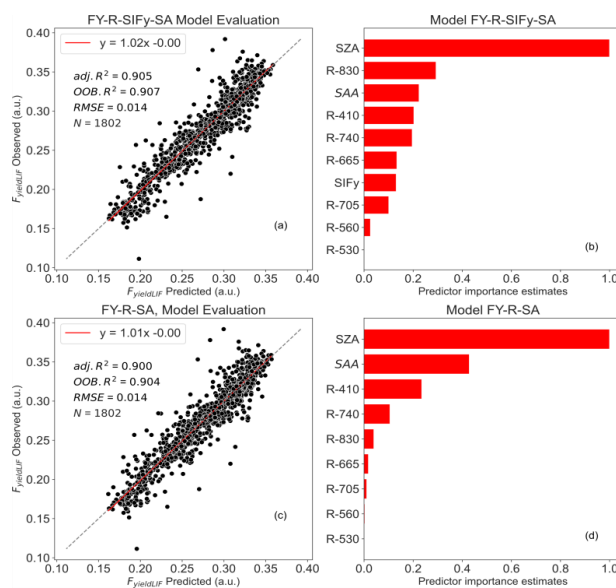 FY-R-SIFy-SA Model Evaluation
y = 1.02x -0.00
adj. R² = 0.905
OOB. R² = 0.907
RMSE = 0.014
N = 1802
(a)
0.40
0.35
0.30
0.25
0.20
0.15
0.10
F_yieldLIF Observed (a.u.)
0.10 0.15 0.20 0.25 0.30 0.35 0.40
F_yieldLIF Predicted (a.u.)
Model FY-R-SIFy-SA
SZA
R-830
SAA
R-410
R-740
R-665
SIFy
R-705
R-560
R-530
(b)
0.0 0.2 0.4 0.6 0.8 1.0
Predictor importance estimates
FY-R-SA, Model Evaluation
y = 1.01x -0.00
adj. R² = 0.900
OOB. R² = 0.904
RMSE = 0.014
N = 1802
(c)
0.40
0.35
0.30
0.25
0.20
0.15
0.10
F_yieldLIF Observed (a.u.)
0.10 0.15 0.20 0.25 0.30 0.35 0.40
F_yieldLIF Predicted (a.u.)
Model FY-R-SA
SZA
SAA
R-410
R-740
R-830
R-665
R-705
R-560
R-530
(d)
0.0 0.2 0.4 0.6 0.8 1.0
Predictor importance estimates